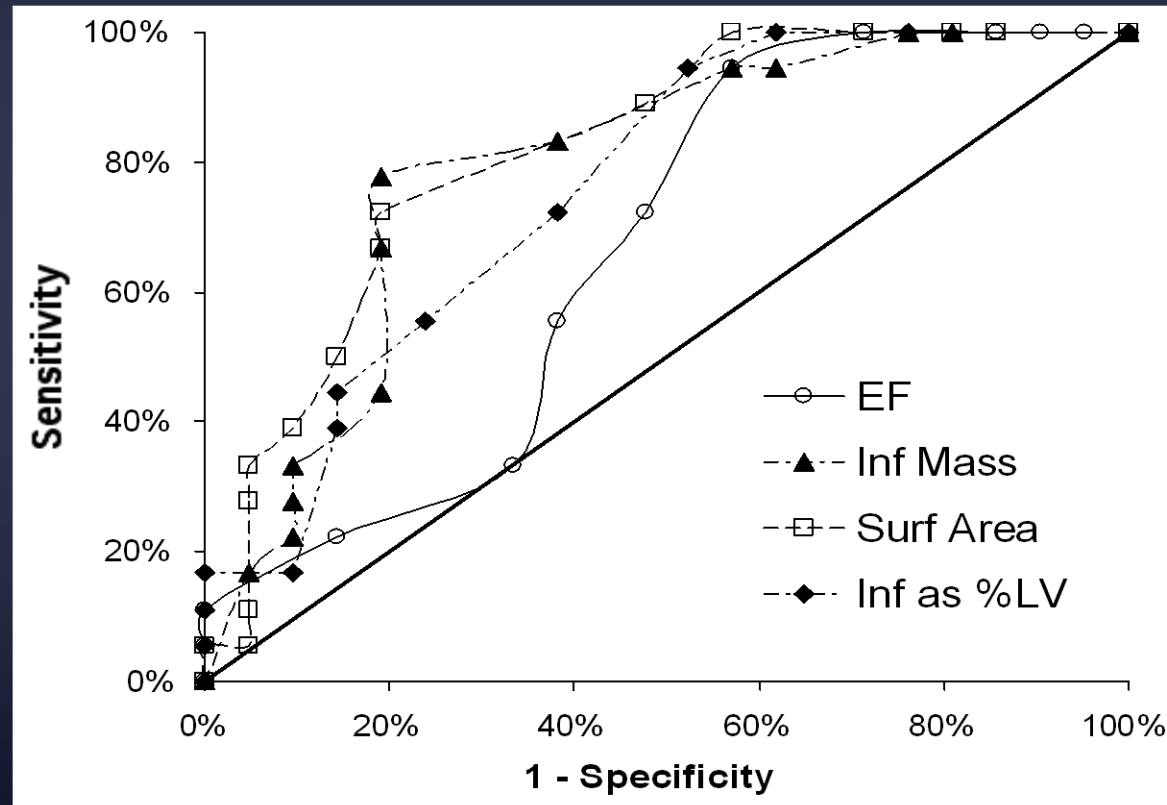 100%
80%
60%
40%
20%
0%
Sensitivity
EF
Inf Mass
Surf Area
Inf as %LV
0% 20% 40% 60% 80% 100%
1 - Specificity